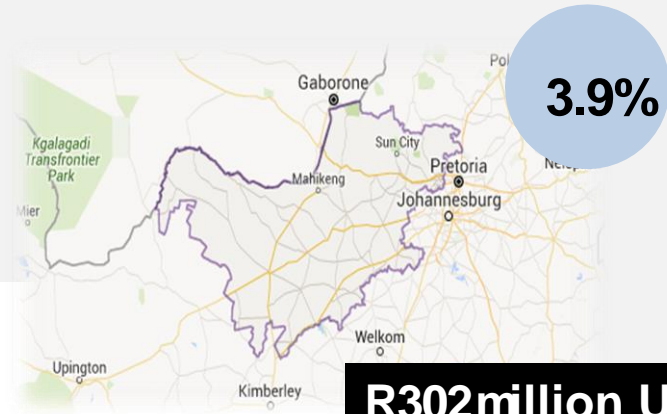 Gaborone
3.9%
Kgalagadi
Transfrontier
Park
Sun City
Mahikeng
Pretoria
Mier
Johannesburg
Welkom
Upington
Kimberley
R302million